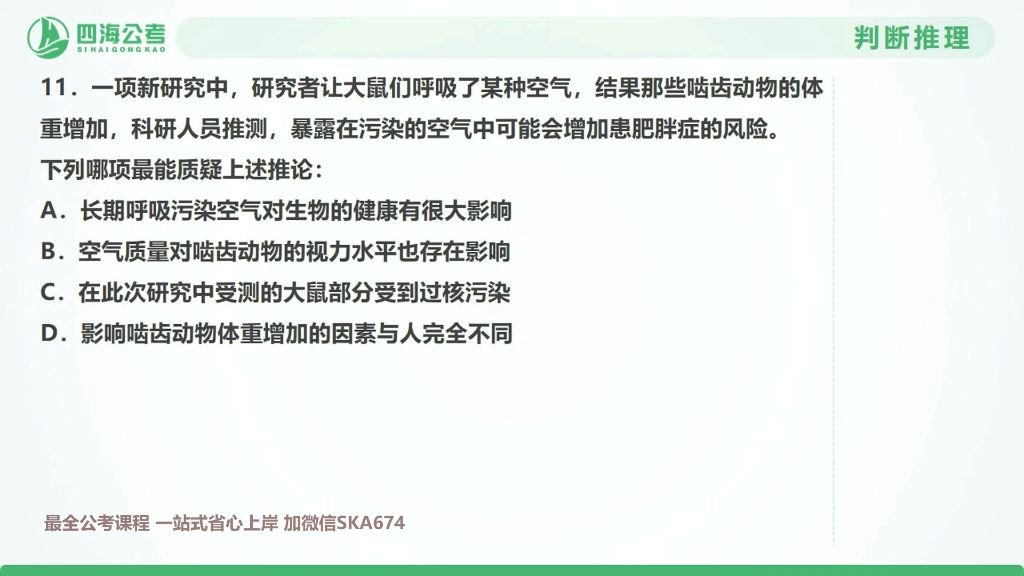 四海公考
SIHAIGONGKAO
判断推理
11．一项新研究中，研究者让大鼠们呼吸了某种空气，结果那些啮齿动物的体
重增加，科研人员推测，暴露在污染的空气中可能会增加患肥胖症的风险。
下列哪项最能质疑上述推论：
A．长期呼吸污染空气对生物的健康有很大影响
B．空气质量对啮齿动物的视力水平也存在影响
C．在此次研究中受测的大鼠部分受到过核污染
D．影响啮齿动物体重增加的因素与人完全不同
最全公考课程 一站式省心上岸 加微信SKA674